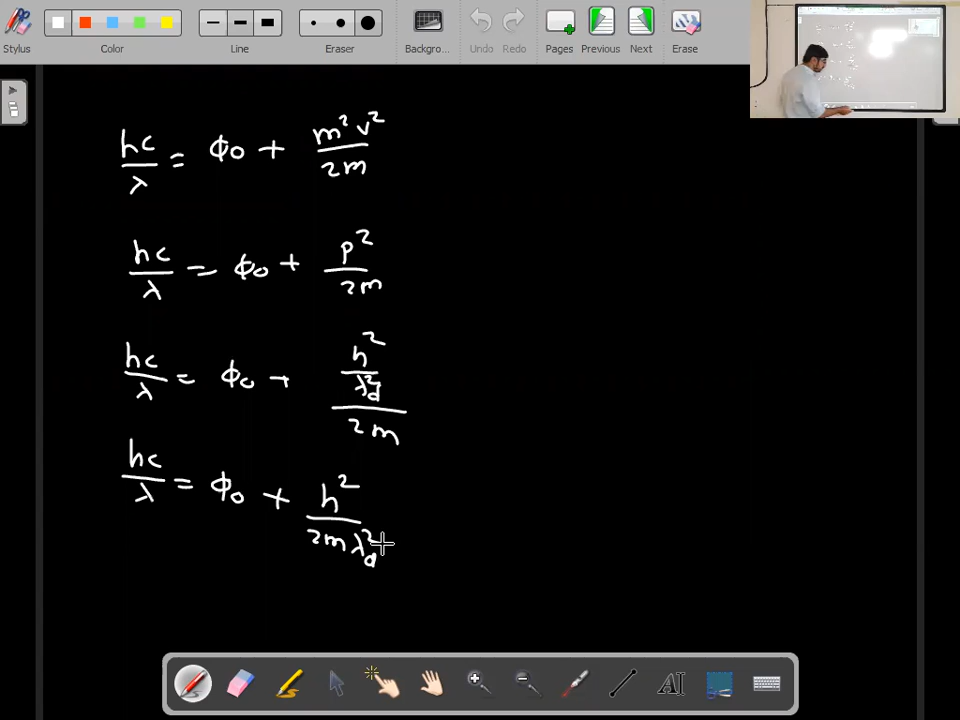 Stylus Color Line Eraser Backgro... Undo Redo Pages Previous Next Erase
hc/λ = ϕ0 + m²v²/2m
hc/λ = ϕ0 + p²/2m
hc/λ = ϕ0 + (h²/λd²)/2m
hc/λ = ϕ0 + h²/2mλd²